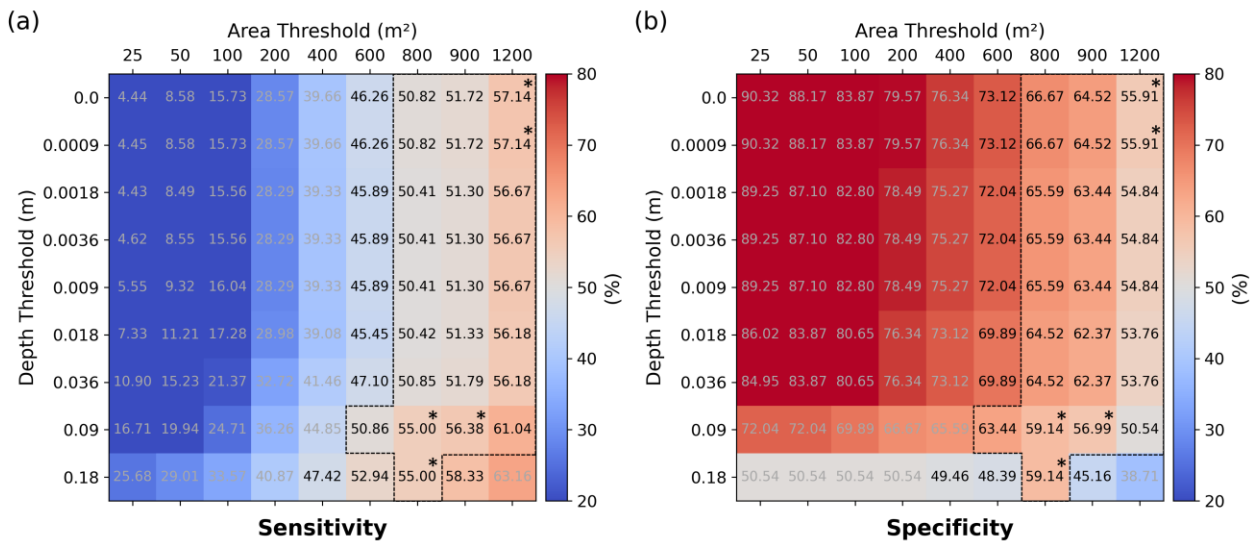 (a)
Area Threshold (m²)
25 50 100 200 400 600 800 900 1200
Depth Threshold (m)
0.0 4.44 8.58 15.73 28.57 39.66 46.26 50.82 51.72 57.14 *
0.0009 4.45 8.58 15.73 28.57 39.66 46.26 50.82 51.72 57.14 *
0.0018 4.43 8.49 15.56 28.29 39.33 45.89 50.41 51.30 56.67
0.0036 4.62 8.55 15.56 28.29 39.33 45.89 50.41 51.30 56.67
0.009 5.55 9.32 16.04 28.29 39.33 45.89 50.41 51.30 56.67
0.018 7.33 11.21 17.28 28.98 39.08 45.45 50.42 51.33 56.18
0.036 10.90 15.23 21.37 41.46 47.10 50.85 51.79 56.18
0.09 16.71 19.94 24.71 36.26 44.85 50.86 55.00 * 56.38 * 61.04
0.18 25.68 29.01 40.87 47.42 52.94 55.00 * 58.33 63.16
Sensitivity
80
70
60
50
40
30
20
(%)
(b)
Area Threshold (m²)
25 50 100 200 400 600 800 900 1200
Depth Threshold (m)
0.0 90.32 88.17 83.87 79.57 76.34 73.12 66.67 64.52 55.91 *
0.0009 90.32 88.17 83.87 79.57 76.34 73.12 66.67 64.52 55.91 *
0.0018 89.25 87.10 82.80 78.49 75.27 72.04 65.59 63.44 54.84
0.0036 89.25 87.10 82.80 78.49 75.27 72.04 65.59 63.44 54.84
0.009 89.25 87.10 82.80 78.49 75.27 72.04 65.59 63.44 54.84
0.018 86.02 83.87 80.65 76.34 73.12 69.89 64.52 62.37 53.76
0.036 84.95 83.87 80.65 76.34 73.12 69.89 64.52 62.37 53.76
0.09 72.04 72.04 69.89 63.44 59.14 * 56.99 * 50.54
0.18 50.54 50.54 50.54 50.54 49.46 48.39 59.14 * 45.16 38.71
Specificity
80
70
60
50
40
30
20
(%)